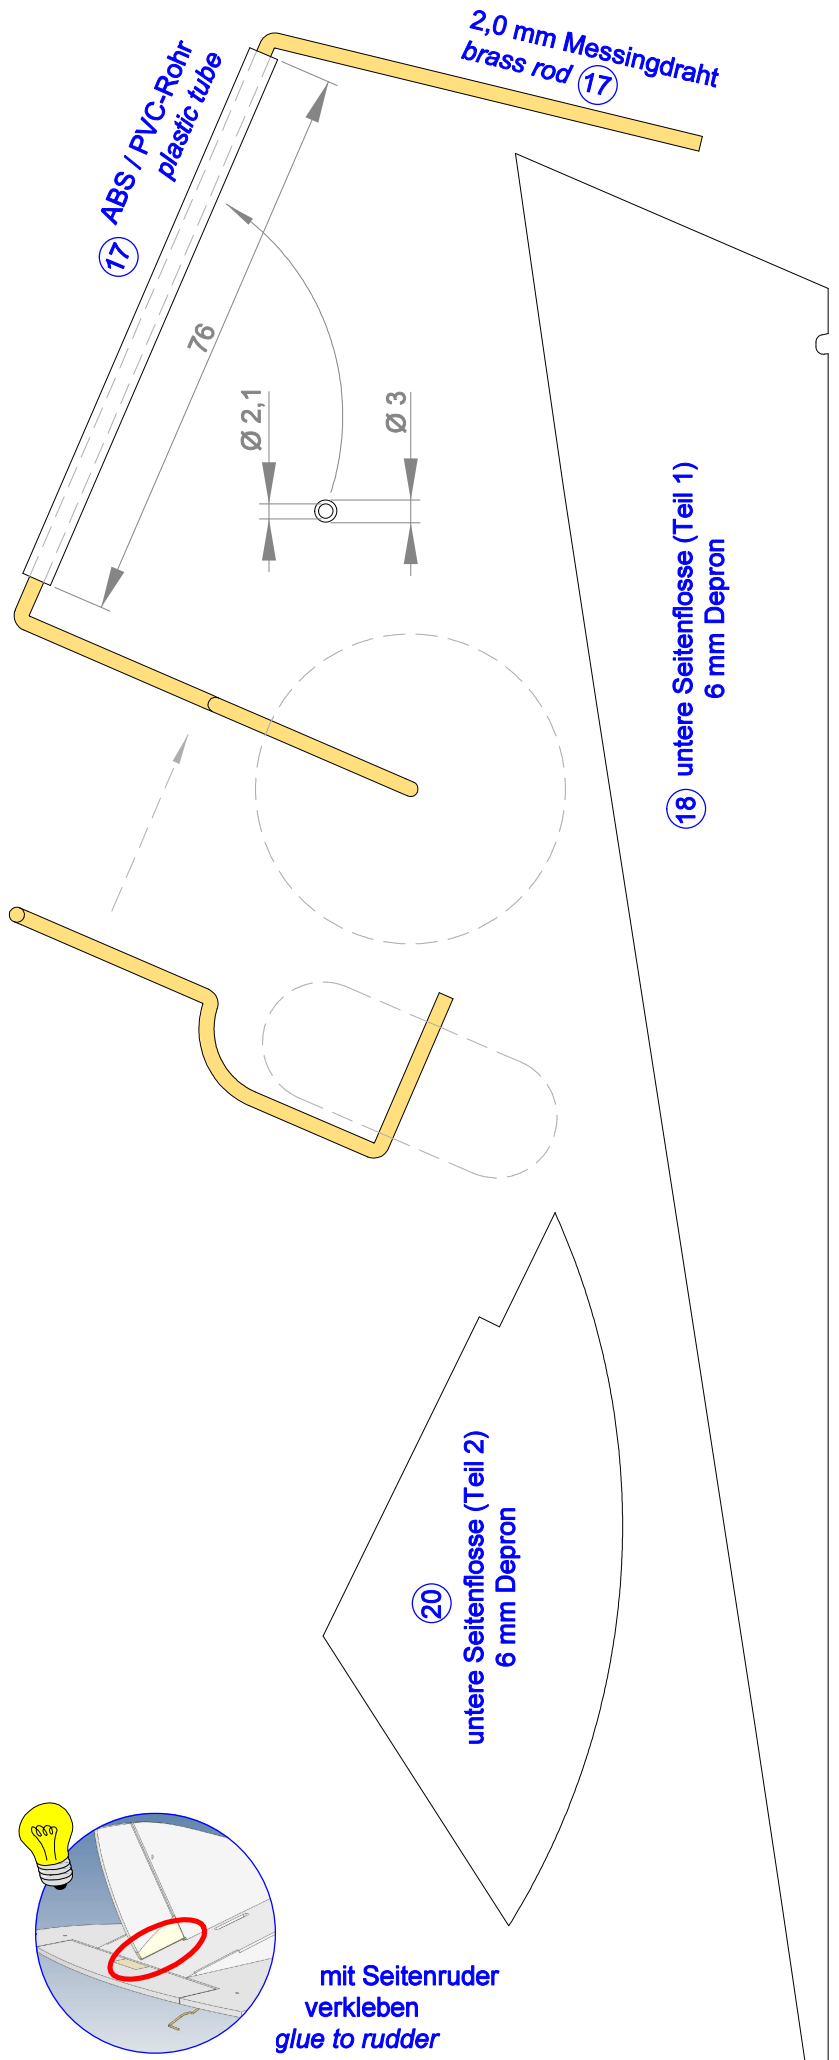 2,0 mm Messingdraht
brass rod 17
17 ABS / PVC-Rohr
plastic tube
76
Ø 2,1
Ø 3
18 untere Seitenflosse (Teil 1)
6 mm Depron
20
untere Seitenflosse (Teil 2)
6 mm Depron
mit Seitenruder
verkleben
glue to rudder